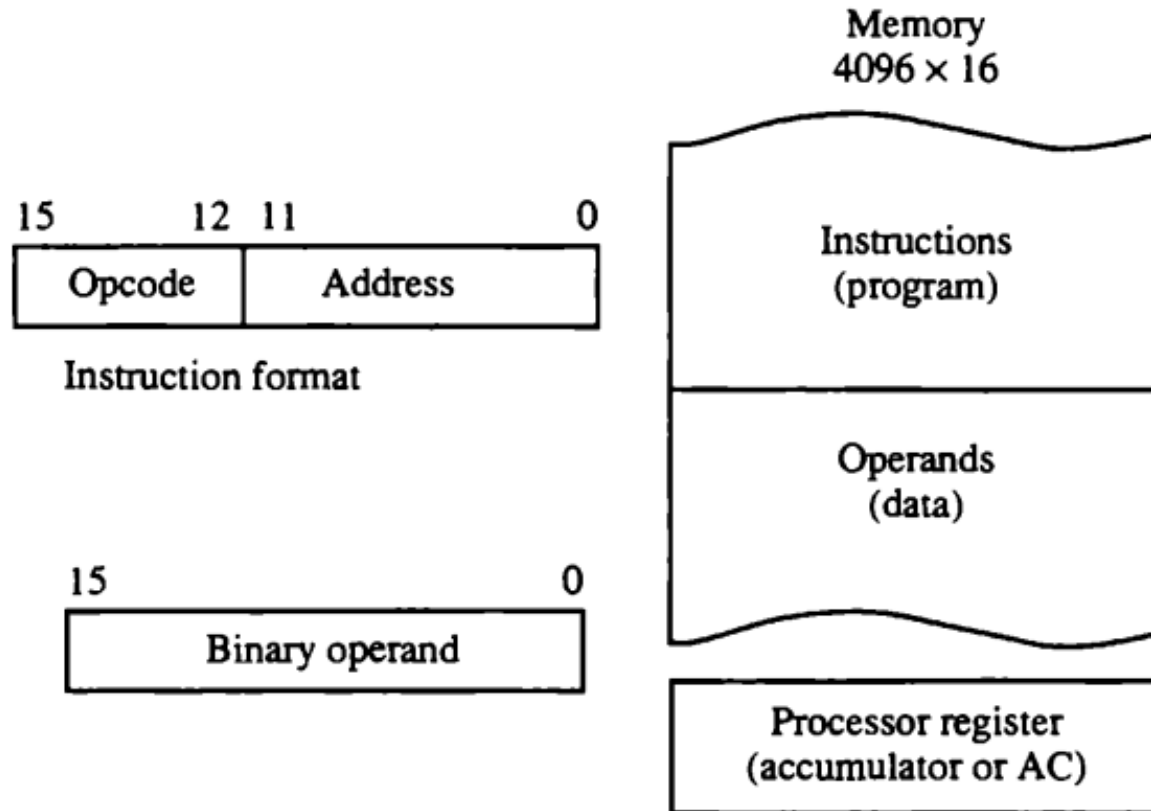 Memory
4096 × 16
15 12 11 0
Opcode Address
Instruction format
Instructions
(program)
Operands
(data)
15 0
Binary operand
Processor register
(accumulator or AC)